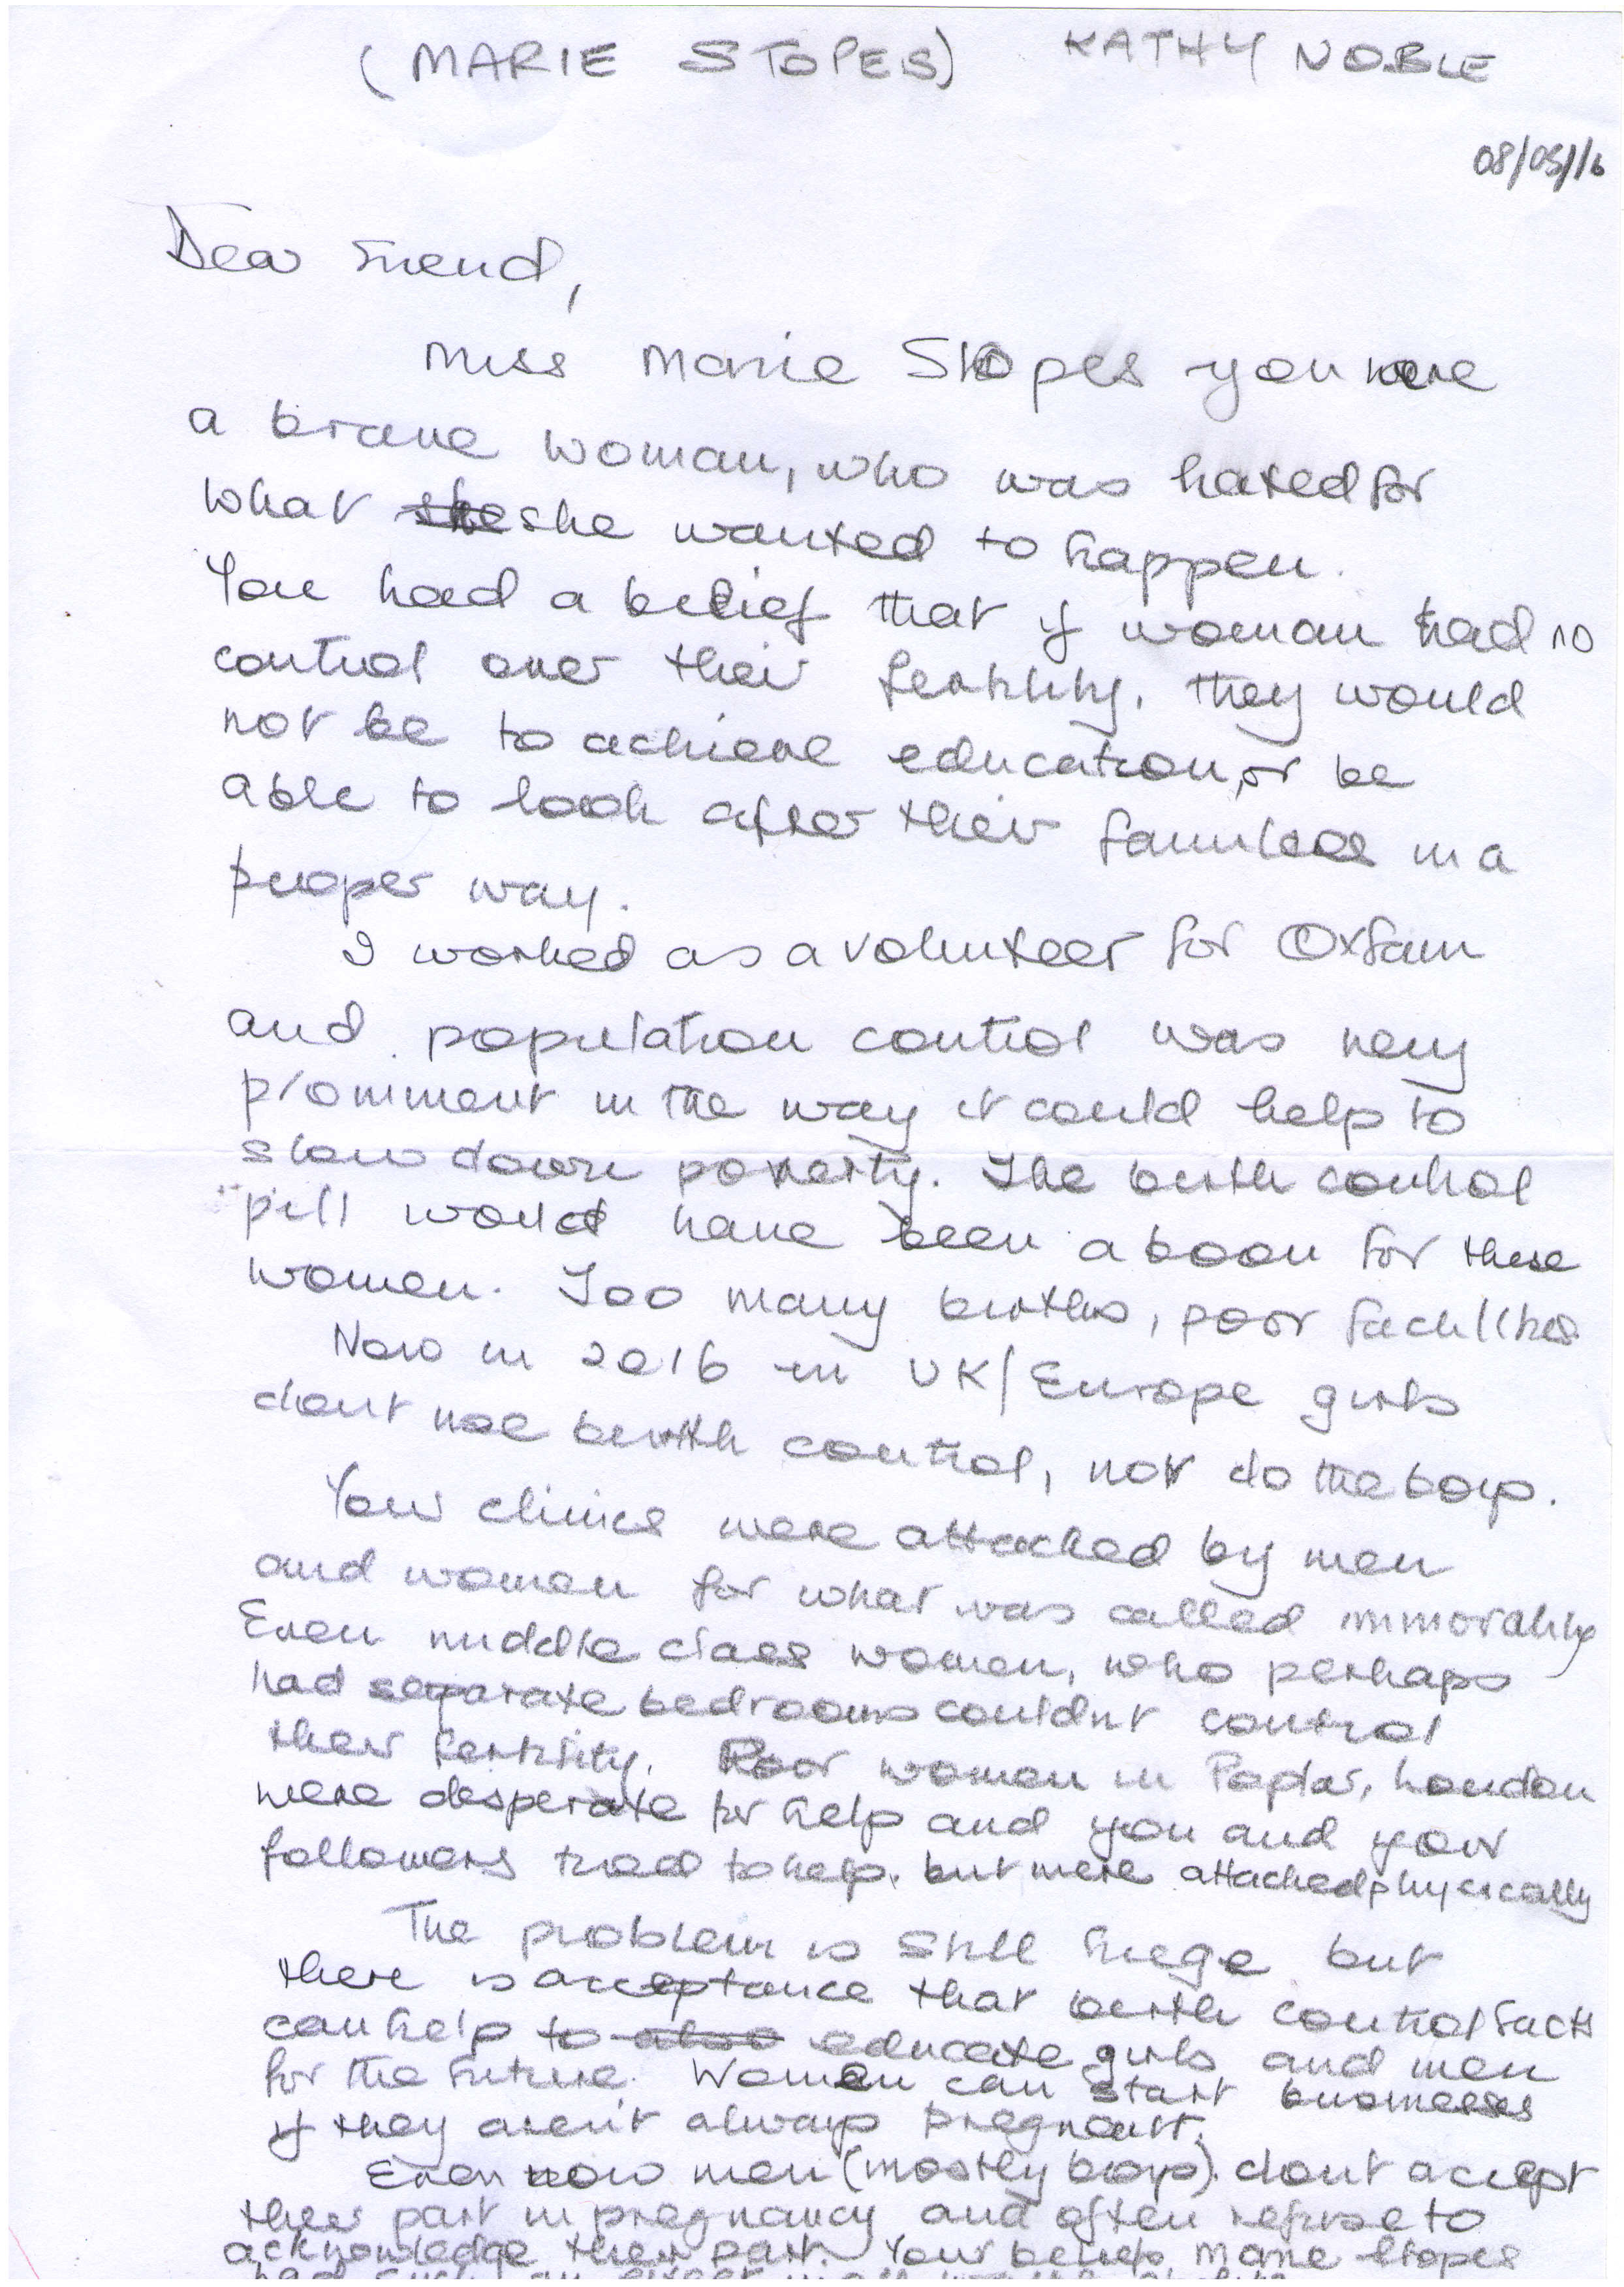 (MARIE STOPES) KATHY NOBLE
08/05/16
Dear Friend,
Miss Marie Stopes you were
a brave woman, who was hated for
what she she wanted to happen.
You had a belief that if woman had no
control over their fertility, they would
not be to achieve education, or be
able to look after their families in a
proper way.
I worked as a volunteer for Oxfam
and population control was very
prominent in the way it could help to
slow down poverty. The birth control
pill would have been a boon for these
women. Too many births, poor facilities.
Now in 2016 in UK/Europe girls
dont use birth control, not do the boys.
Your clinics were attacked by men
and women for what was called immorality
Even middle class women, who perhaps
had separate bedrooms couldn't control
their fertility. Poor women in Poplar, London
were desperate for help and you and your
followers tried to help. but were attacked physically
The problem is still huge but
there is acceptance that birth control facts
can help to also educate girls and men
for the future. Women can start businesses
if they aren't always pregnant.
Even now men (mostly boys). dont accept
their part in pregnancy and often refuse to
acknowledge their part. Your beliefs Marie Stopes
had such an